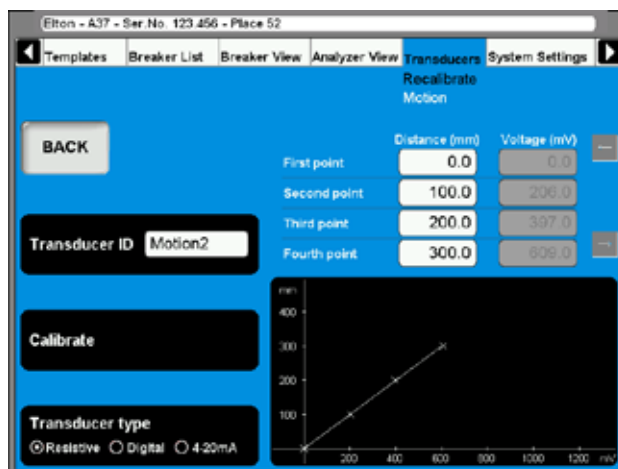 Elton - A37 - Ser.No. 123.456 - Place 52
Templates Breaker List Breaker View Analyzer View Transducers System Settings
Recalibrate
Motion
BACK
Distance (mm) Voltage (mV)
First point 0.0 0.0
Second point 100.0 206.0
Third point 200.0 397.0
Fourth point 300.0 609.0
Transducer ID Motion2
Calibrate
Transducer type
Resistive Digital 4-20mA
mm
400
300
200
100
200 400 600 800 1000 1200 mV